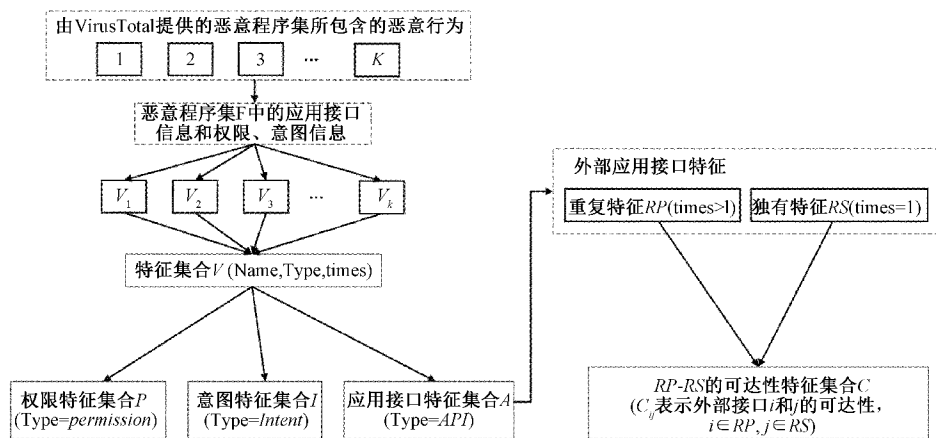 由VirusTotal提供的恶意程序集所包含的恶意行为
1 2 3 ··· K
恶意程序集F中的应用接口
信息和权限、意图信息
V1 V2 V3 ··· Vk
特征集合V (Name,Type,times)
权限特征集合P
(Type=permission)
意图特征集合I
(Type=Intent)
应用接口特征集合A
(Type=API)
外部应用接口特征
重复特征RP(times>1)
独有特征RS(times=1)
RP-RS的可达性特征集合C
(Cij表示外部接口i和j的可达性，
i∈RP, j∈RS)